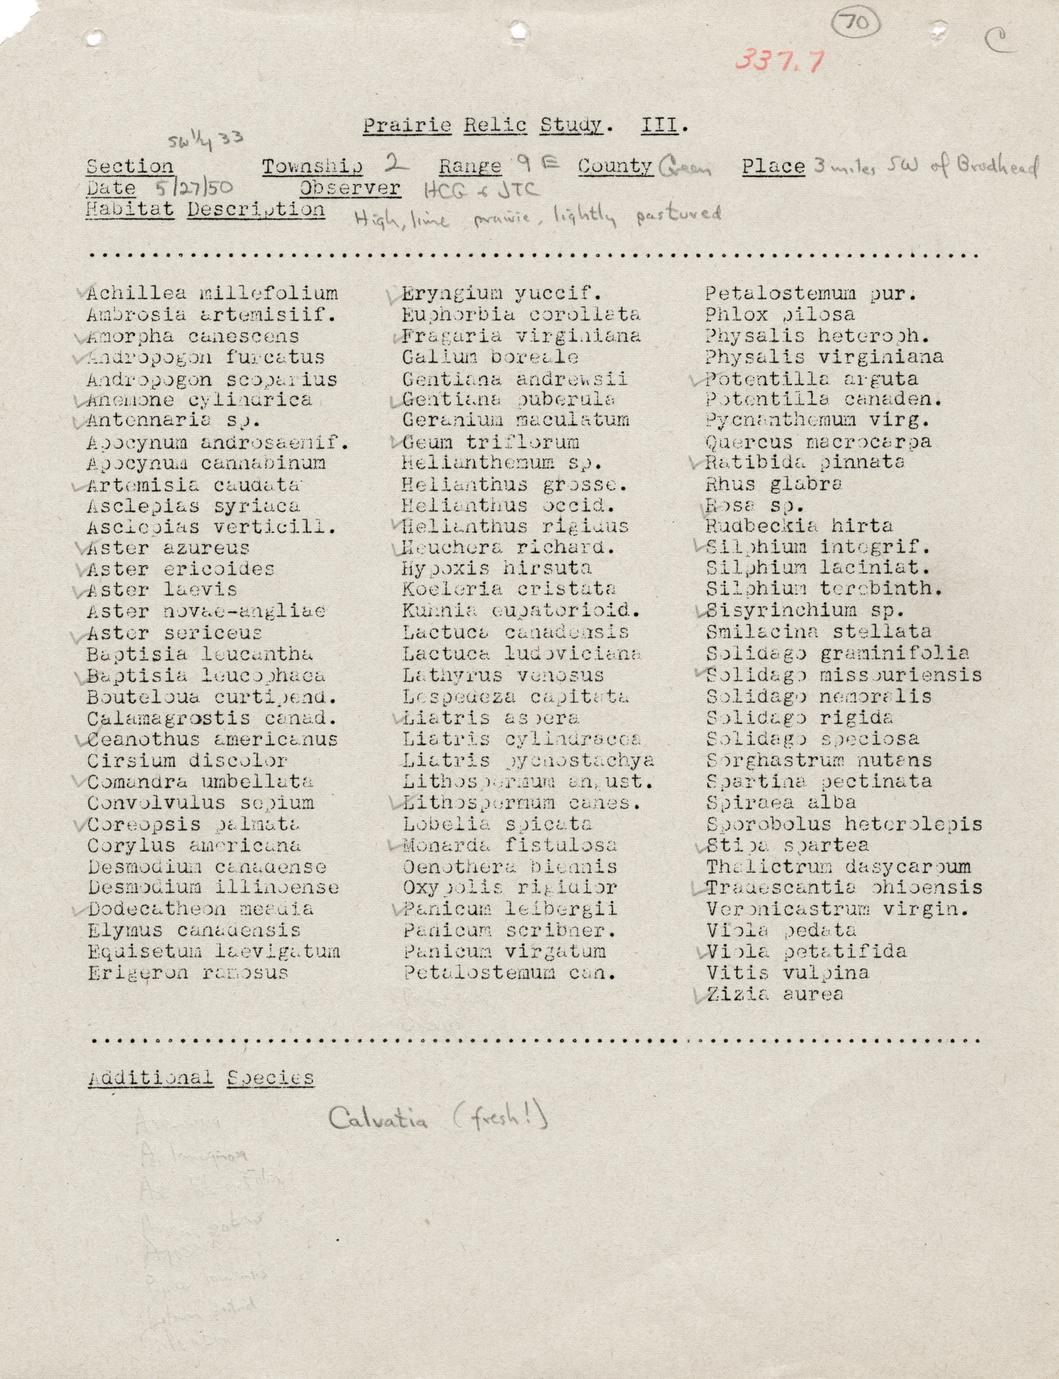 70
C
337.7
Prairie Relic Study. III.
SW 1/4 33
Section Township 2 Range 9 E County Green Place 3 miles SW of Brodhead
Date 5/27/50 Observer HCG & JTC
Habitat Description High, lime prairie, lightly pastured
✓Achillea millefolium ✓Eryngium yuccif. Petalostemum pur.
Ambrosia artemisiif. Euphorbia corollata Phlox pilosa
✓Amorpha canescens ✓Fragaria virginiana Physalis heteroph.
✓Andropogon furcatus Galium boreale Physalis virginiana
Andropogon scoparius Gentiana andrewsii ✓Potentilla arguta
✓Anemone cylindrica ✓Gentiana puberula Potentilla canaden.
✓Antennaria sp. Geranium maculatum Pycnanthemum virg.
Apocynum androsaemif. ✓Geum triflorum Quercus macrocarpa
Apocynum cannabinum Helianthemum sp. ✓Ratibida pinnata
✓Artemisia caudata Helianthus grosse. Rhus glabra
Asclepias syriaca Helianthus occid. ✓Rosa sp.
Asclepias verticill. ✓Helianthus rigidus Rudbeckia hirta
✓Aster azureus ✓Heuchera richard. ✓Silphium integrif.
✓Aster ericoides Hypoxis hirsuta Silphium laciniat.
✓Aster laevis Koeleria cristata Silphium terebinth.
Aster novae-angliae Kuhnia eupatorioid. ✓Sisyrinchium sp.
✓Aster sericeus Lactuca canadensis Smilacina stellata
Baptisia leucantha Lactuca ludoviciana Solidago graminifolia
✓Baptisia leucophaea Lathyrus venosus ✓Solidago missouriensis
Bouteloua curtipend. Lespedeza capitata Solidago nemoralis
Calamagrostis canad. ✓Liatris aspera Solidago rigida
✓Ceanothus americanus Liatris cylindracea Solidago speciosa
Cirsium discolor Liatris pycnostachya Sorghastrum nutans
✓Comandra umbellata Lithospermum angust. Spartina pectinata
Convolvulus sepium ✓Lithospermum canes. Spiraea alba
✓Coreopsis palmata Lobelia spicata Sporobolus heterolepis
Corylus americana ✓Monarda fistulosa ✓Stipa spartea
Desmodium canadense Oenothera biennis Thalictrum dasycarpum
Desmodium illinoense Oxypolis rigidior ✓Tradescantia ohioensis
✓Dodecatheon meadia ✓Panicum leibergii Veronicastrum virgin.
Elymus canadensis Panicum scribner. Viola pedata
Equisetum laevigatum Panicum virgatum ✓Viola petatifida
Erigeron ramosus Petalostemum can. Vitis vulpina
✓Zizia aurea
Additional Species
Calvatia (fresh!)